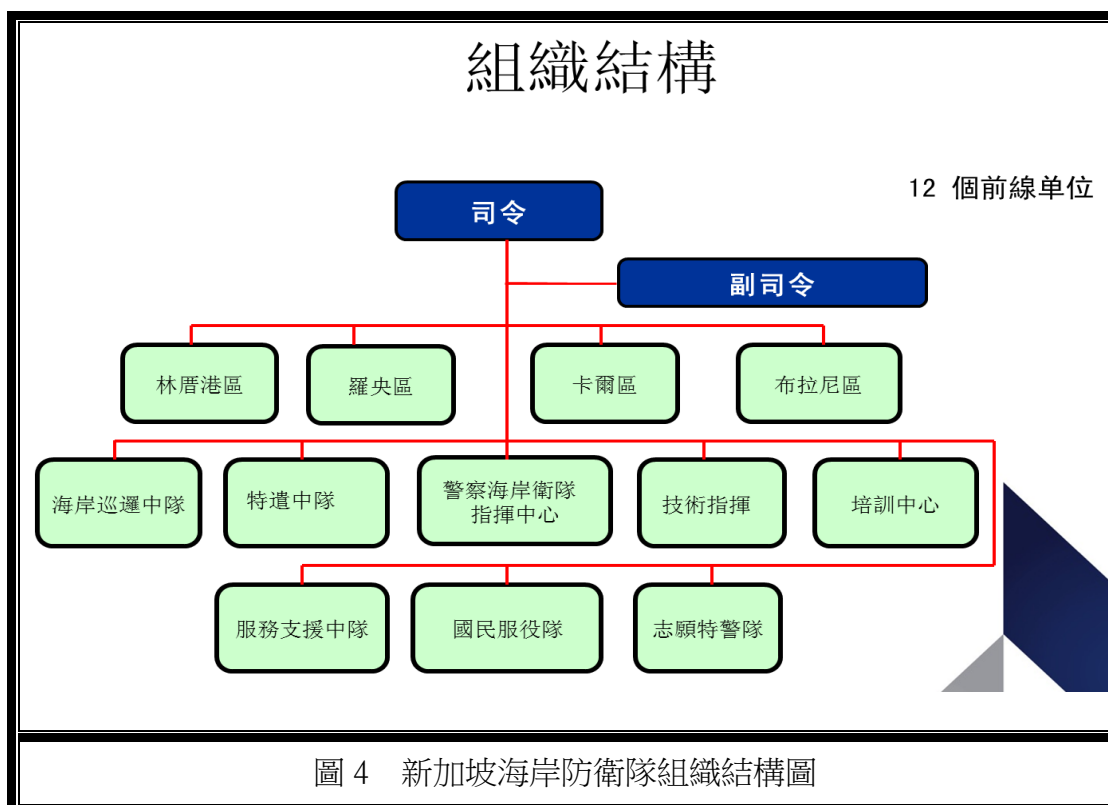 組織結構
12 個前線单位
司令
副司令
林厝港區
羅央區
卡爾區
布拉尼區
海岸巡邏中隊
特遣中隊
警察海岸衛隊
指揮中心
技術指揮
培訓中心
服務支援中隊
國民服役隊
志願特警隊
圖 4 新加坡海岸防衛隊組織結構圖